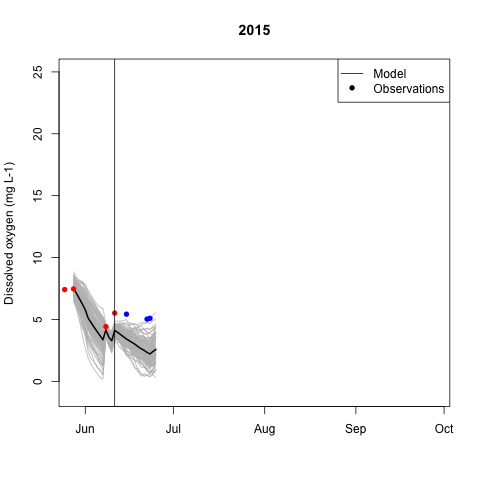 2015
Model
Observations
Dissolved oxygen (mg L-1)
25
20
15
10
5
0
Jun
Jul
Aug
Sep
Oct